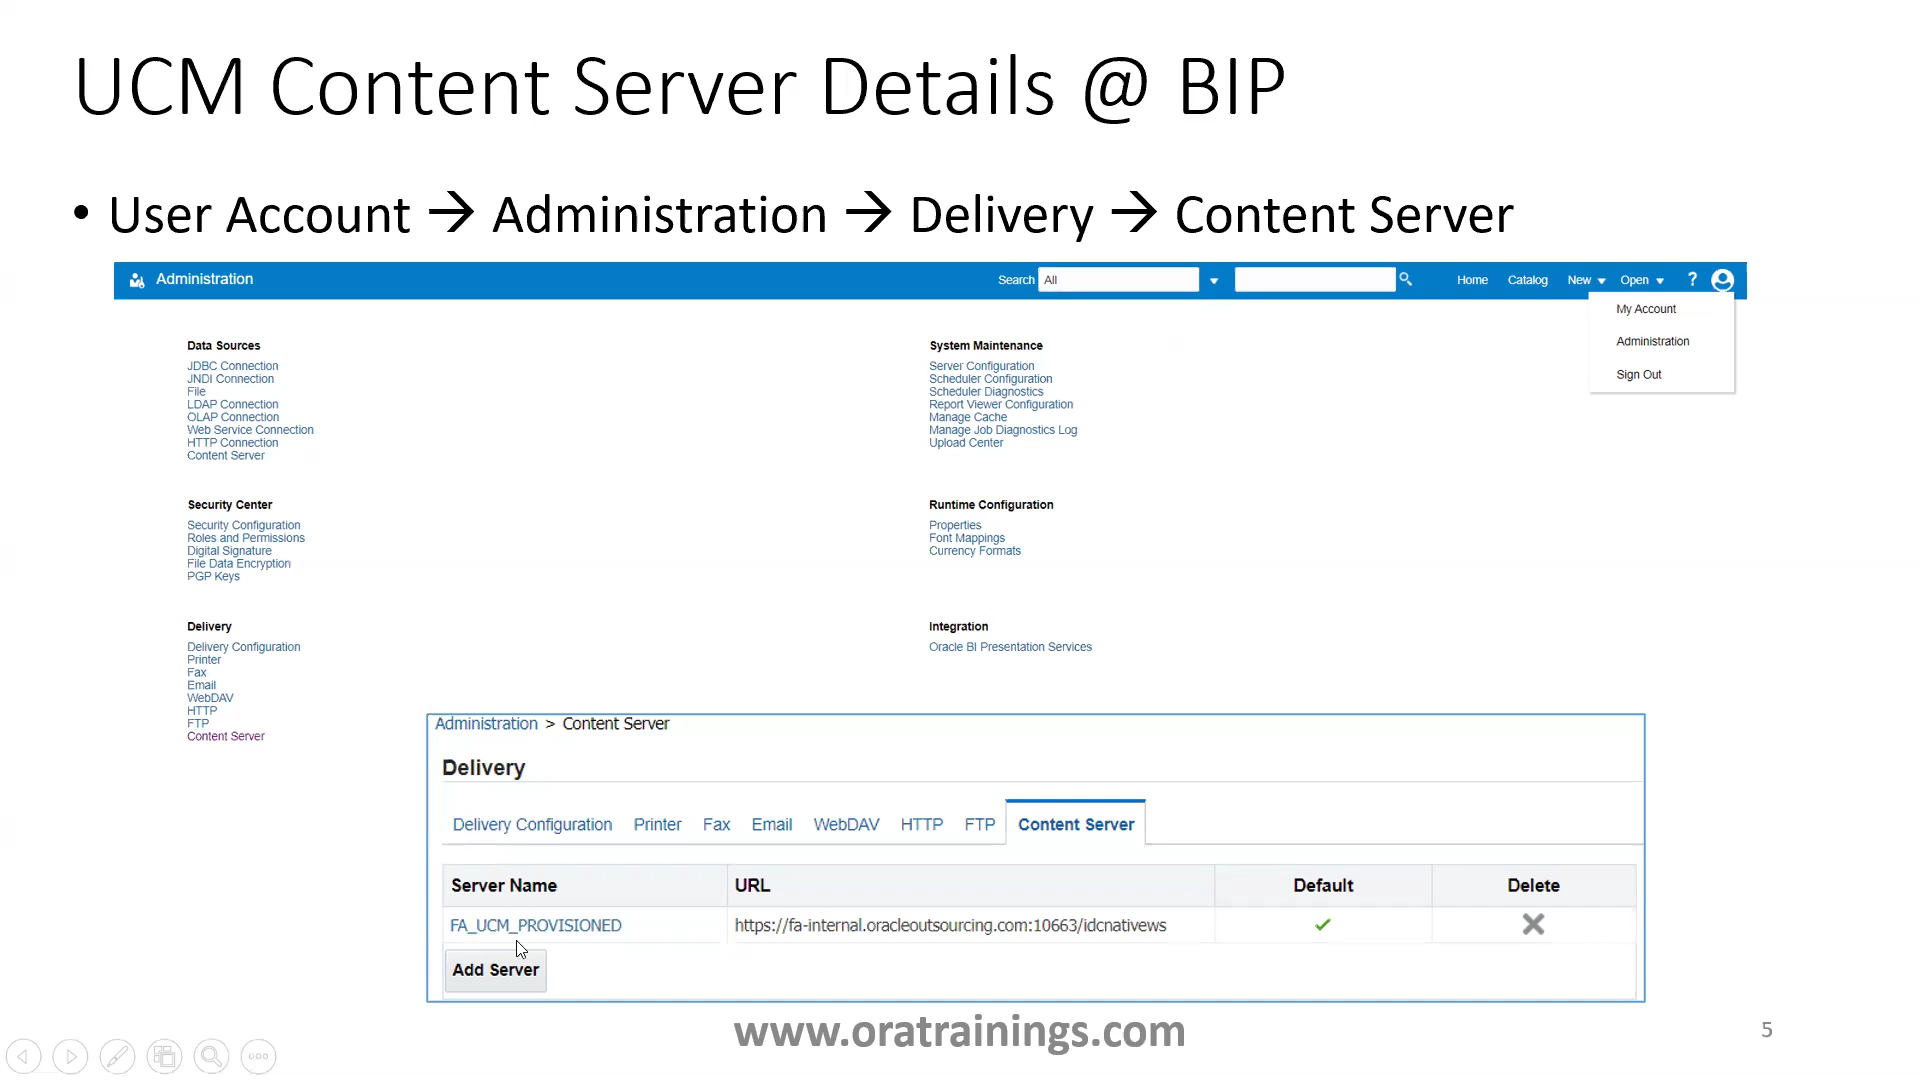 UCM Content Server Details @ BIP
• User Account → Administration → Delivery → Content Server
Administration
Search All
Home Catalog New Open ?
My Account
Administration
Sign Out
Data Sources
JDBC Connection
JNDI Connection
File
LDAP Connection
OLAP Connection
Web Service Connection
HTTP Connection
Content Server
System Maintenance
Server Configuration
Scheduler Configuration
Scheduler Diagnostics
Report Viewer Configuration
Manage Cache
Manage Job Diagnostics Log
Upload Center
Security Center
Security Configuration
Roles and Permissions
Digital Signature
File Data Encryption
PGP Keys
Runtime Configuration
Properties
Font Mappings
Currency Formats
Delivery
Delivery Configuration
Printer
Fax
Email
WebDAV
HTTP
FTP
Content Server
Integration
Oracle BI Presentation Services
Administration > Content Server
Delivery
Delivery Configuration Printer Fax Email WebDAV HTTP FTP Content Server
Server Name URL Default Delete
FA_UCM_PROVISIONED https://fa-internal.oracleoutsourcing.com:10663/idcnativews
Add Server
www.oratrainings.com
5